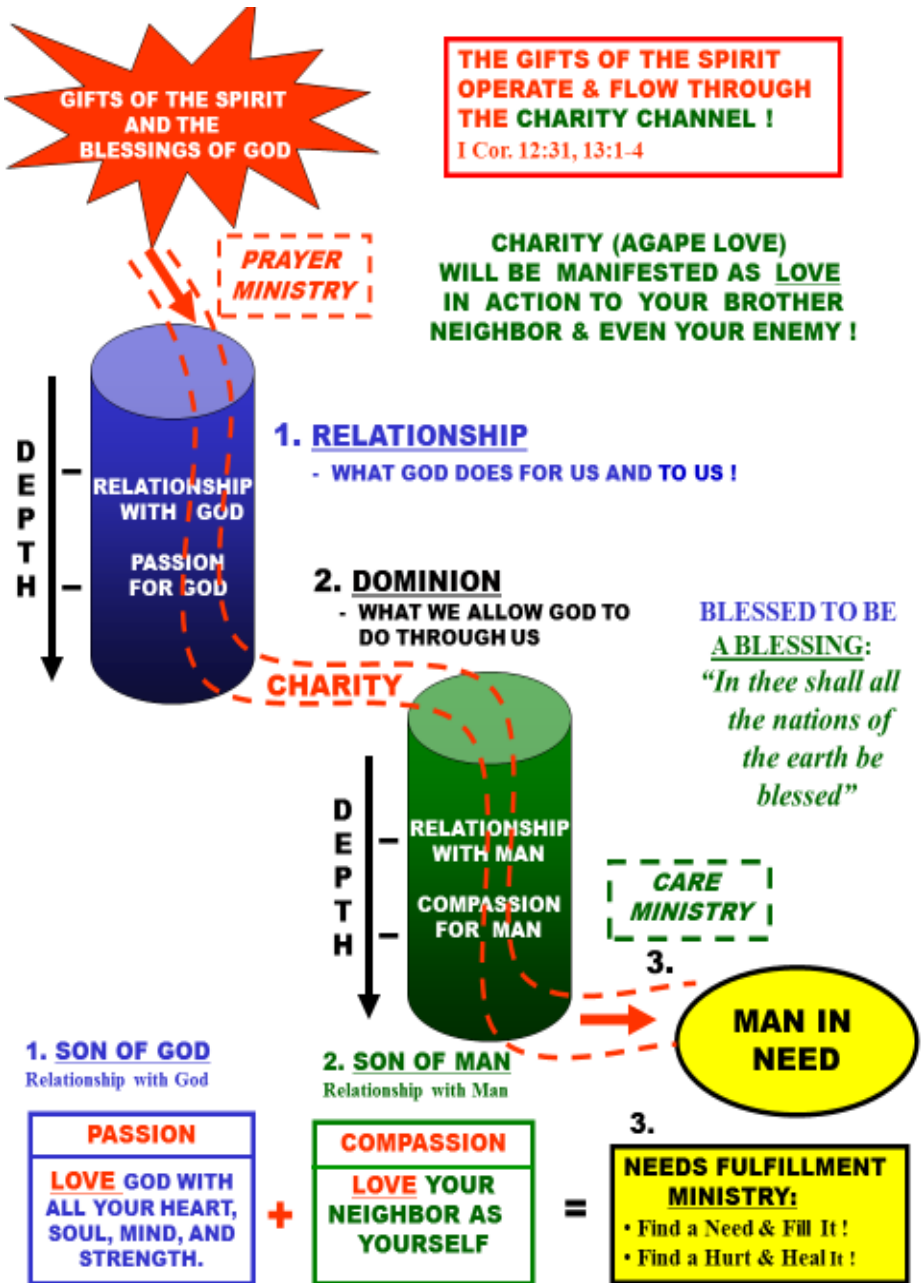 GIFTS OF THE SPIRIT
AND THE
BLESSINGS OF GOD
THE GIFTS OF THE SPIRIT
OPERATE & FLOW THROUGH
THE CHARITY CHANNEL !
I Cor. 12:31, 13:1-4
PRAYER
MINISTRY
CHARITY (AGAPE LOVE)
WILL BE MANIFESTED AS LOVE
IN ACTION TO YOUR BROTHER
NEIGHBOR & EVEN YOUR ENEMY !
DEPTH
RELATIONSHIP
WITH GOD
PASSION
FOR GOD
1. RELATIONSHIP
- WHAT GOD DOES FOR US AND TO US !
2. DOMINION
- WHAT WE ALLOW GOD TO
DO THROUGH US
BLESSED TO BE
A BLESSING:
“In thee shall all
the nations of
the earth be
blessed”
CHARITY
DEPTH
RELATIONSHIP
WITH MAN
COMPASSION
FOR MAN
CARE
MINISTRY
3.
MAN IN
NEED
1. SON OF GOD
Relationship with God
2. SON OF MAN
Relationship with Man
PASSION
LOVE GOD WITH
ALL YOUR HEART,
SOUL, MIND, AND
STRENGTH.
+
COMPASSION
LOVE YOUR
NEIGHBOR AS
YOURSELF
=
3.
NEEDS FULFILLMENT
MINISTRY:
• Find a Need & Fill It !
• Find a Hurt & Heal It !